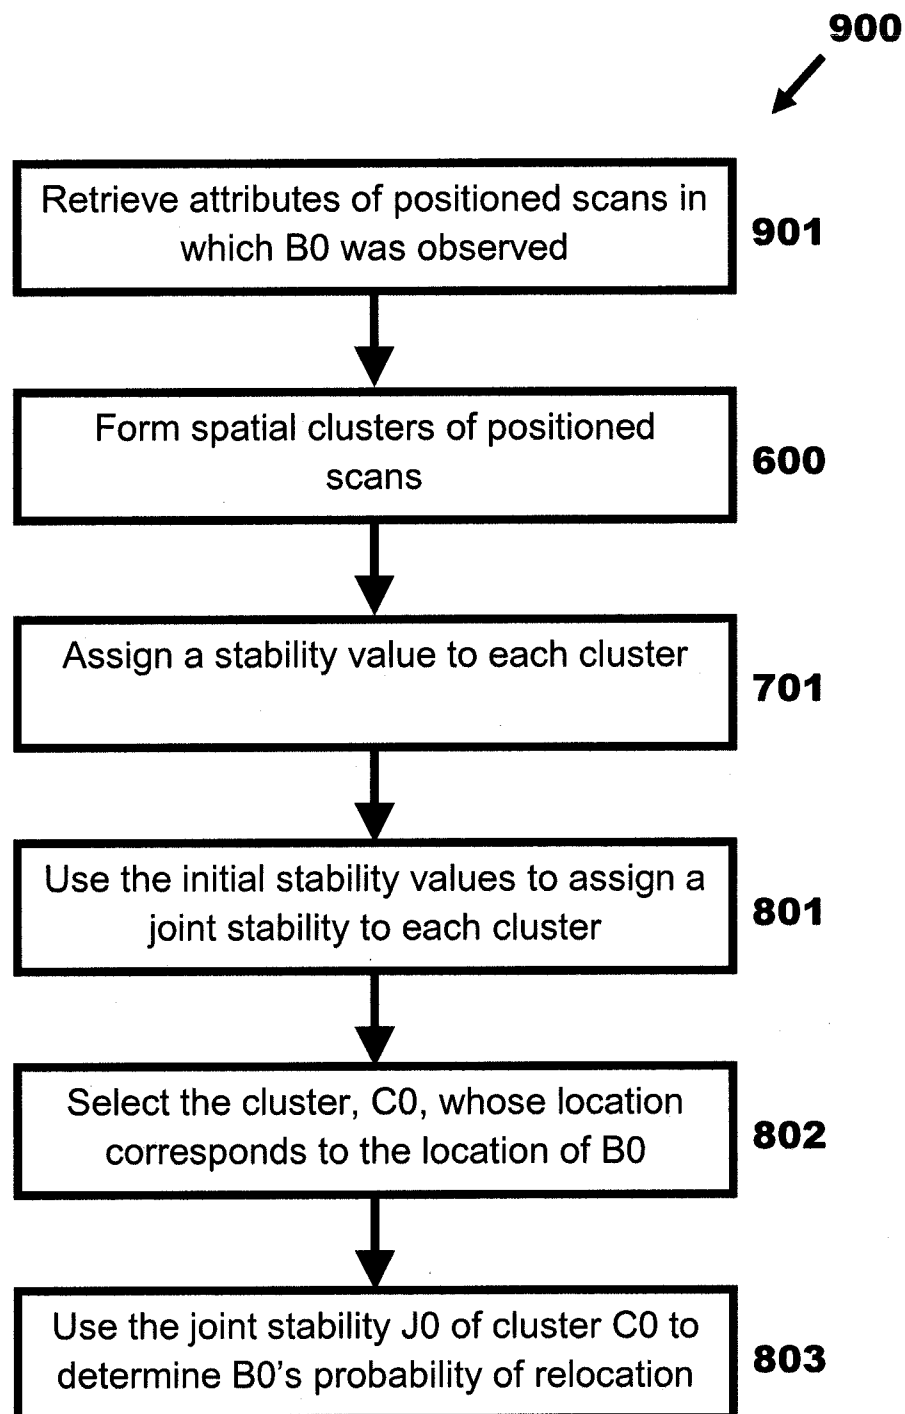 900
Retrieve attributes of positioned scans in
which B0 was observed
901
Form spatial clusters of positioned
scans
600
Assign a stability value to each cluster
701
Use the initial stability values to assign a
joint stability to each cluster
801
Select the cluster, C0, whose location
corresponds to the location of B0
802
Use the joint stability J0 of cluster C0 to
determine B0's probability of relocation
803